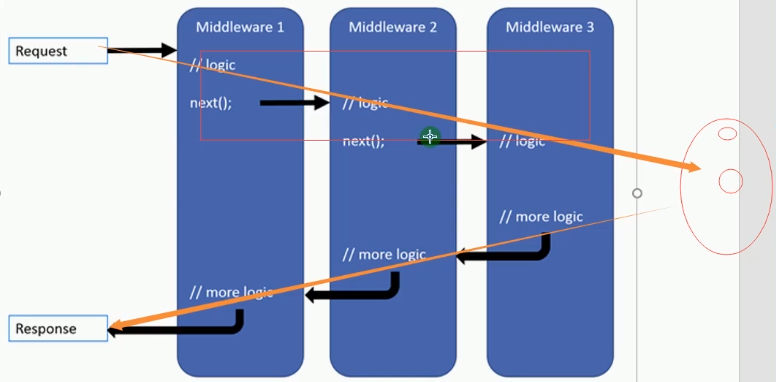 Middleware 1
Middleware 2
Middleware 3
Request
// logic
next();
// logic
next();
// logic
// more logic
// more logic
// more logic
Response